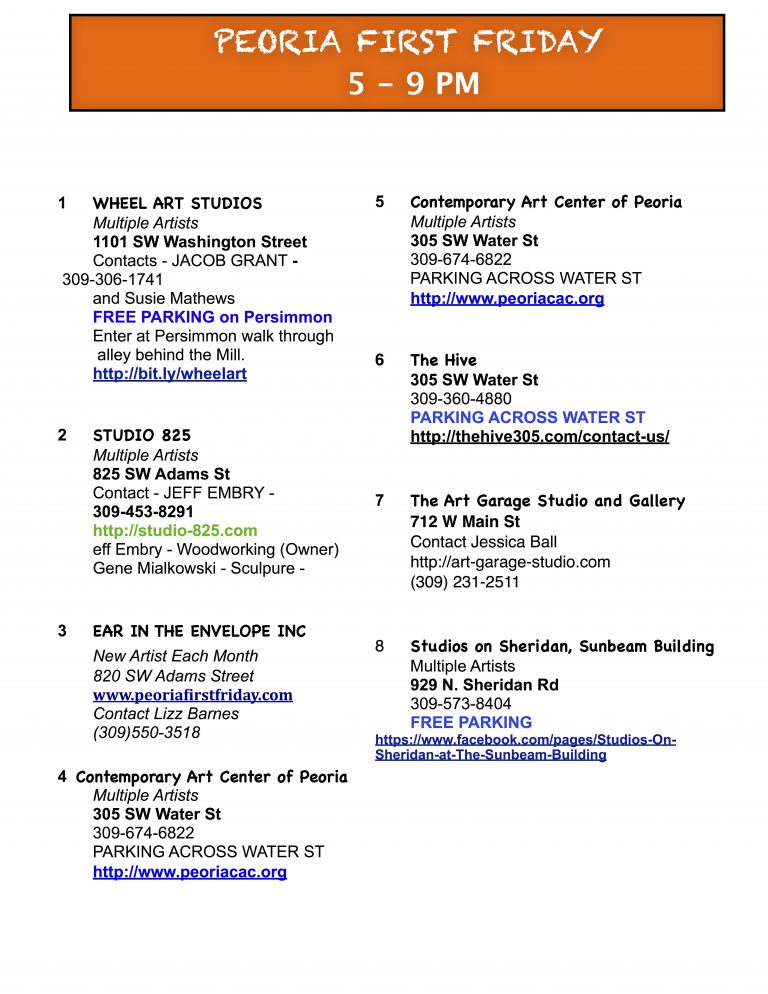 PEORIA FIRST FRIDAY
5 – 9 PM
1 WHEEL ART STUDIOS
Multiple Artists
1101 SW Washington Street
Contacts - JACOB GRANT -
309-306-1741
and Susie Mathews
FREE PARKING on Persimmon
Enter at Persimmon walk through
alley behind the Mill.
http://bit.ly/wheelart
2 STUDIO 825
Multiple Artists
825 SW Adams St
Contact - JEFF EMBRY -
309-453-8291
http://studio-825.com
eff Embry - Woodworking (Owner)
Gene Mialkowski - Sculpure -
3 EAR IN THE ENVELOPE INC
New Artist Each Month
820 SW Adams Street
www.peoriafirstfriday.com
Contact Lizz Barnes
(309)550-3518
4 Contemporary Art Center of Peoria
Multiple Artists
305 SW Water St
309-674-6822
PARKING ACROSS WATER ST
http://www.peoriacac.org
5 Contemporary Art Center of Peoria
Multiple Artists
305 SW Water St
309-674-6822
PARKING ACROSS WATER ST
http://www.peoriacac.org
6 The Hive
305 SW Water St
309-360-4880
PARKING ACROSS WATER ST
http://thehive305.com/contact-us/
7 The Art Garage Studio and Gallery
712 W Main St
Contact Jessica Ball
http://art-garage-studio.com
(309) 231-2511
8 Studios on Sheridan, Sunbeam Building
Multiple Artists
929 N. Sheridan Rd
309-573-8404
FREE PARKING
https://www.facebook.com/pages/Studios-On-
Sheridan-at-The-Sunbeam-Building